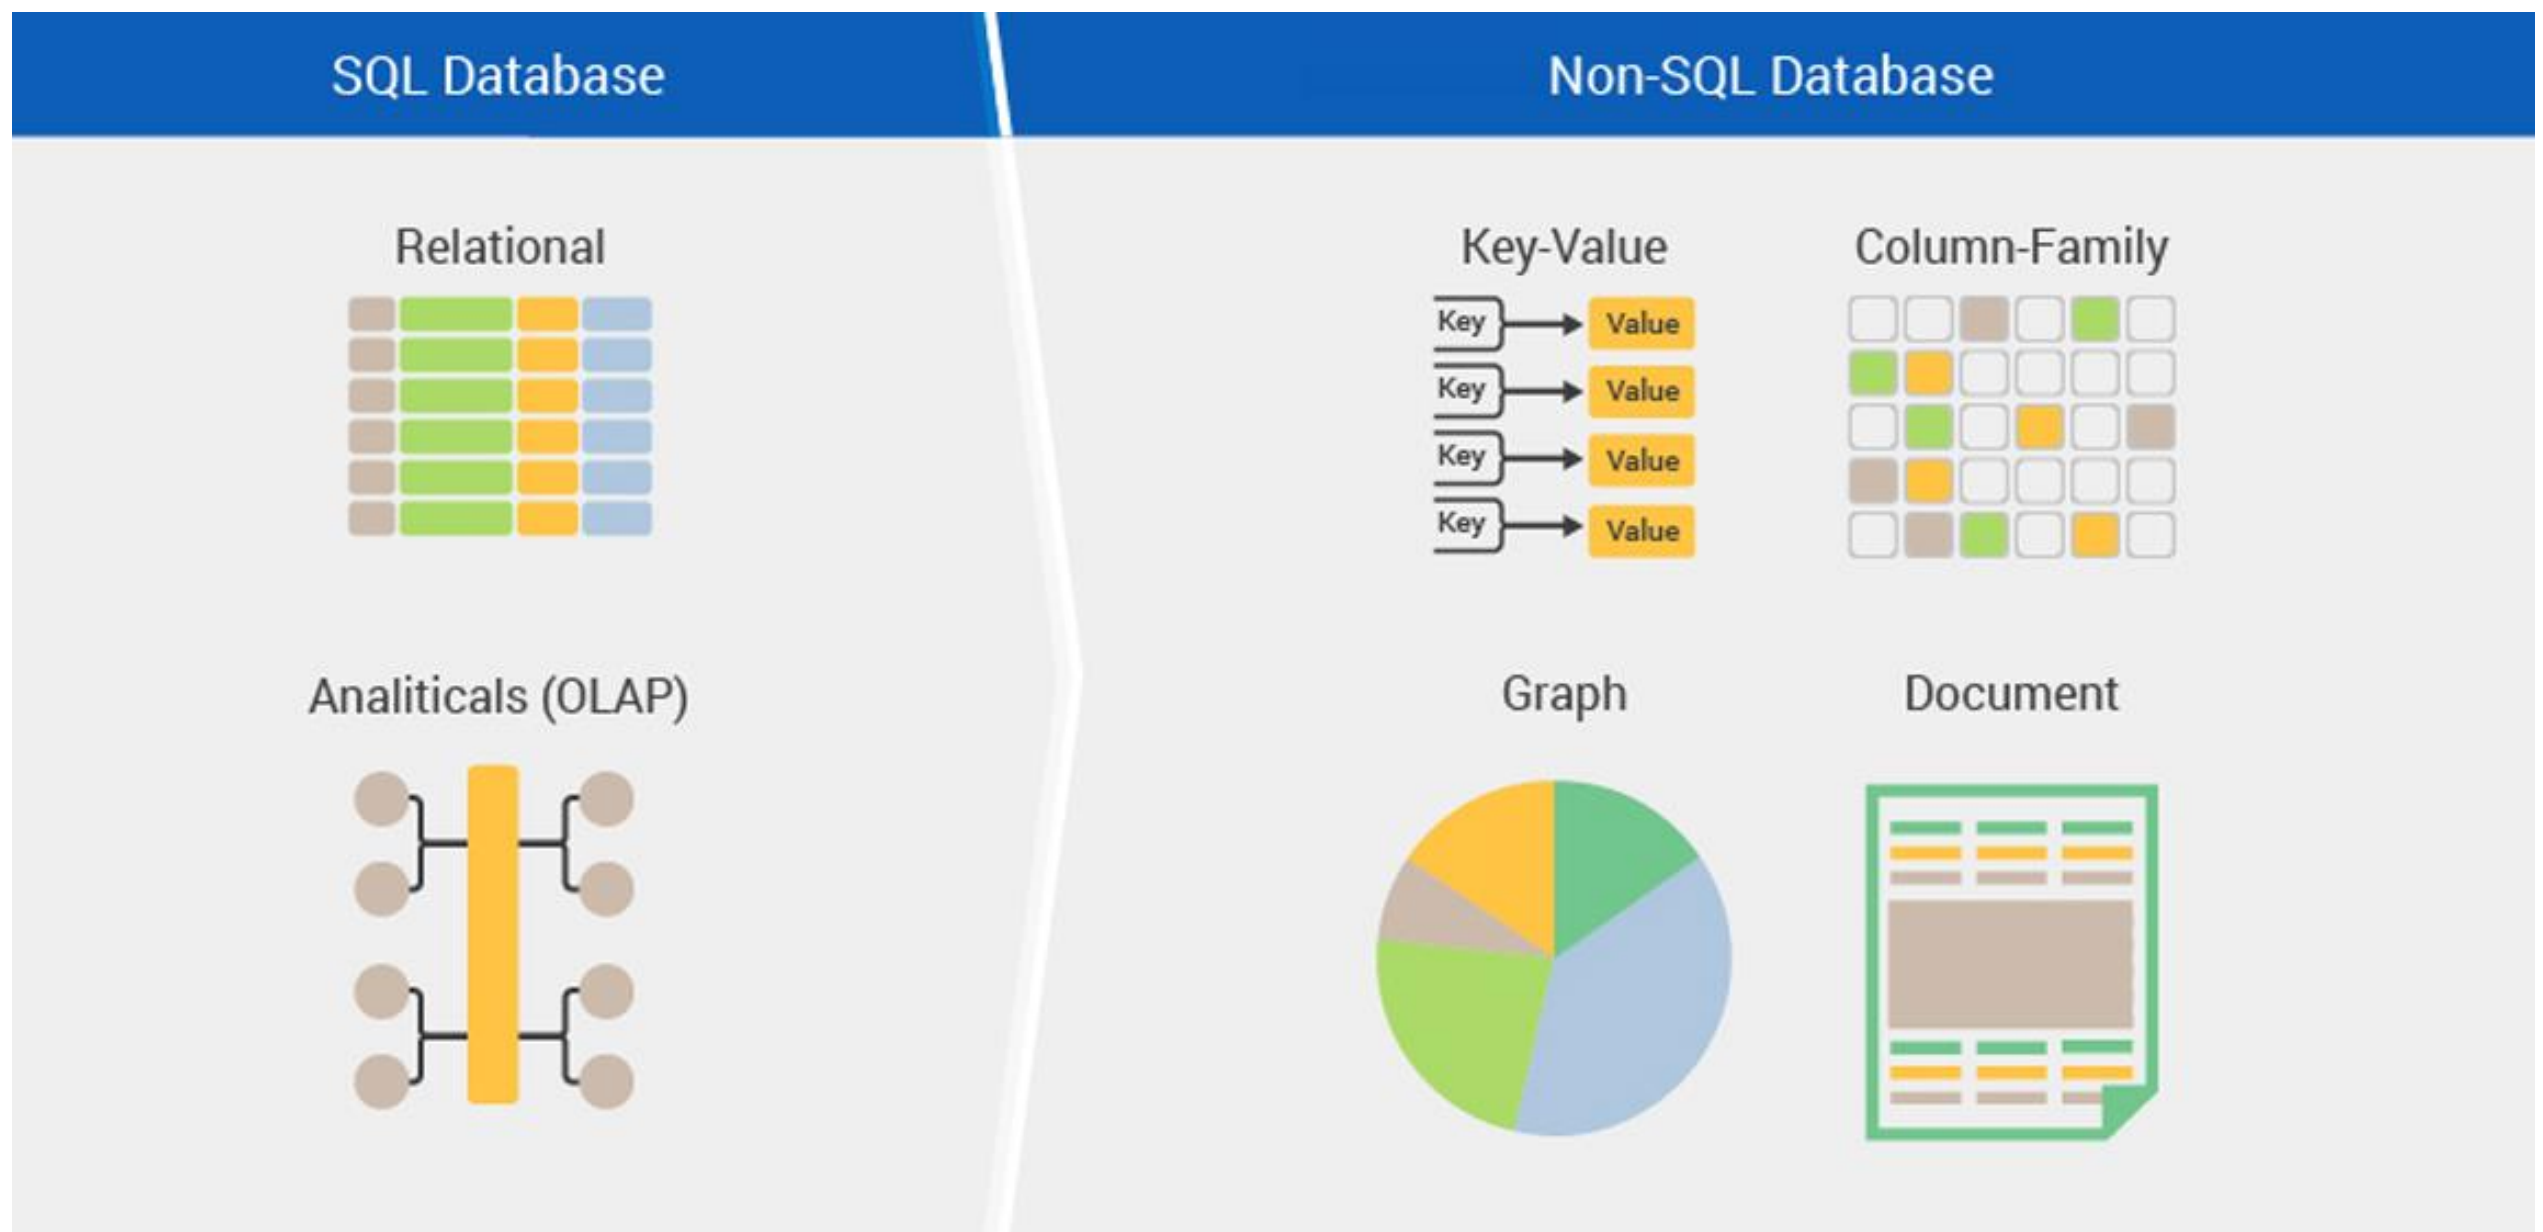 SQL Database
Non-SQL Database
Relational
Analiticals (OLAP)
Key-Value
Key Value
Key Value
Key Value
Key Value
Column-Family
Graph
Document